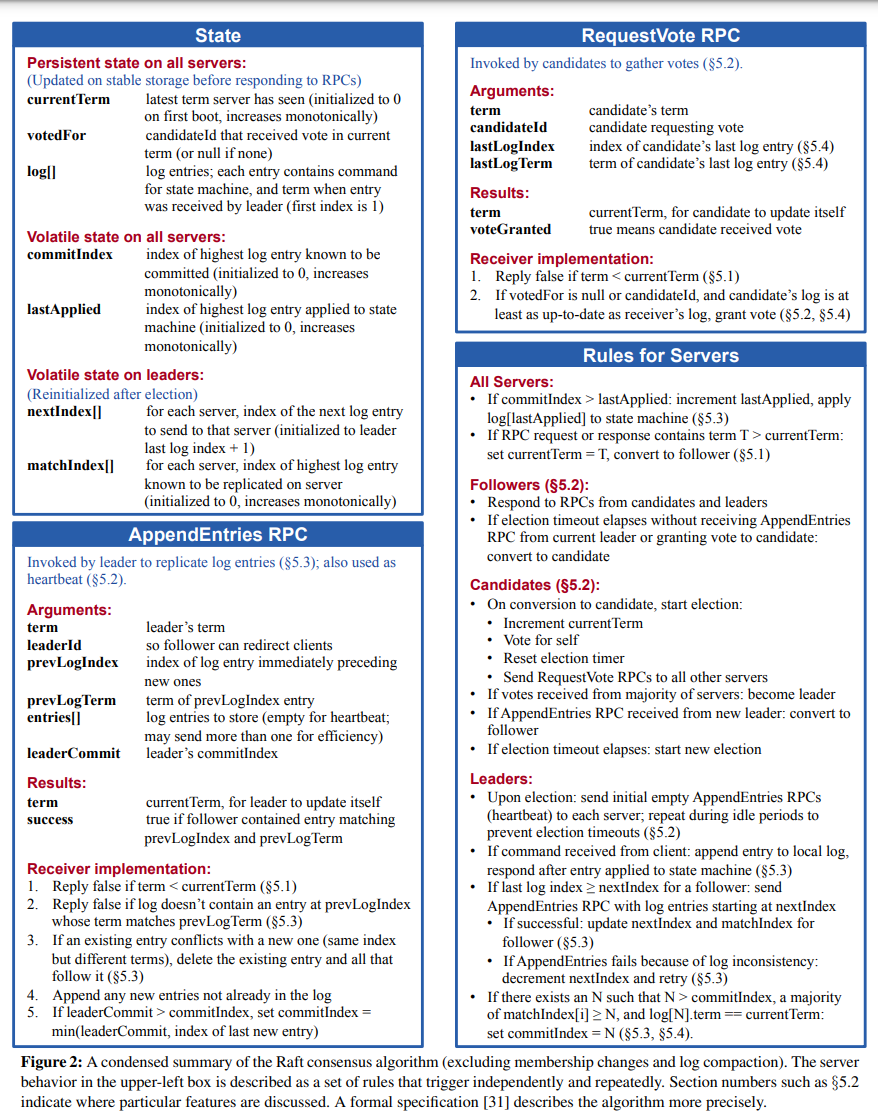 State
Persistent state on all servers:
(Updated on stable storage before responding to RPCs)
currentTerm latest term server has seen (initialized to 0
on first boot, increases monotonically)
votedFor candidateId that received vote in current
term (or null if none)
log[] log entries; each entry contains command
for state machine, and term when entry
was received by leader (first index is 1)
Volatile state on all servers:
commitIndex index of highest log entry known to be
committed (initialized to 0, increases
monotonically)
lastApplied index of highest log entry applied to state
machine (initialized to 0, increases
monotonically)
Volatile state on leaders:
(Reinitialized after election)
nextIndex[] for each server, index of the next log entry
to send to that server (initialized to leader
last log index + 1)
matchIndex[] for each server, index of highest log entry
known to be replicated on server
(initialized to 0, increases monotonically)
AppendEntries RPC
Invoked by leader to replicate log entries (§5.3); also used as
heartbeat (§5.2).
Arguments:
term leader's term
leaderId so follower can redirect clients
prevLogIndex index of log entry immediately preceding
new ones
prevLogTerm term of prevLogIndex entry
entries[] log entries to store (empty for heartbeat;
may send more than one for efficiency)
leaderCommit leader's commitIndex
Results:
term currentTerm, for leader to update itself
success true if follower contained entry matching
prevLogIndex and prevLogTerm
Receiver implementation:
1. Reply false if term < currentTerm (§5.1)
2. Reply false if log doesn't contain an entry at prevLogIndex
whose term matches prevLogTerm (§5.3)
3. If an existing entry conflicts with a new one (same index
but different terms), delete the existing entry and all that
follow it (§5.3)
4. Append any new entries not already in the log
5. If leaderCommit > commitIndex, set commitIndex =
min(leaderCommit, index of last new entry)
RequestVote RPC
Invoked by candidates to gather votes (§5.2).
Arguments:
term candidate's term
candidateId candidate requesting vote
lastLogIndex index of candidate's last log entry (§5.4)
lastLogTerm term of candidate's last log entry (§5.4)
Results:
term currentTerm, for candidate to update itself
voteGranted true means candidate received vote
Receiver implementation:
1. Reply false if term < currentTerm (§5.1)
2. If votedFor is null or candidateId, and candidate's log is at
least as up-to-date as receiver's log, grant vote (§5.2, §5.4)
Rules for Servers
All Servers:
• If commitIndex > lastApplied: increment lastApplied, apply
log[lastApplied] to state machine (§5.3)
• If RPC request or response contains term T > currentTerm:
set currentTerm = T, convert to follower (§5.1)
Followers (§5.2):
• Respond to RPCs from candidates and leaders
• If election timeout elapses without receiving AppendEntries
RPC from current leader or granting vote to candidate:
convert to candidate
Candidates (§5.2):
• On conversion to candidate, start election:
• Increment currentTerm
• Vote for self
• Reset election timer
• Send RequestVote RPCs to all other servers
• If votes received from majority of servers: become leader
• If AppendEntries RPC received from new leader: convert to
follower
• If election timeout elapses: start new election
Leaders:
• Upon election: send initial empty AppendEntries RPCs
(heartbeat) to each server; repeat during idle periods to
prevent election timeouts (§5.2)
• If command received from client: append entry to local log,
respond after entry applied to state machine (§5.3)
• If last log index ≥ nextIndex for a follower: send
AppendEntries RPC with log entries starting at nextIndex
• If successful: update nextIndex and matchIndex for
follower (§5.3)
• If AppendEntries fails because of log inconsistency:
decrement nextIndex and retry (§5.3)
• If there exists an N such that N > commitIndex, a majority
of matchIndex[i] ≥ N, and log[N].term == currentTerm:
set commitIndex = N (§5.3, §5.4).
Figure 2: A condensed summary of the Raft consensus algorithm (excluding membership changes and log compaction). The server
behavior in the upper-left box is described as a set of rules that trigger independently and repeatedly. Section numbers such as §5.2
indicate where particular features are discussed. A formal specification [31] describes the algorithm more precisely.